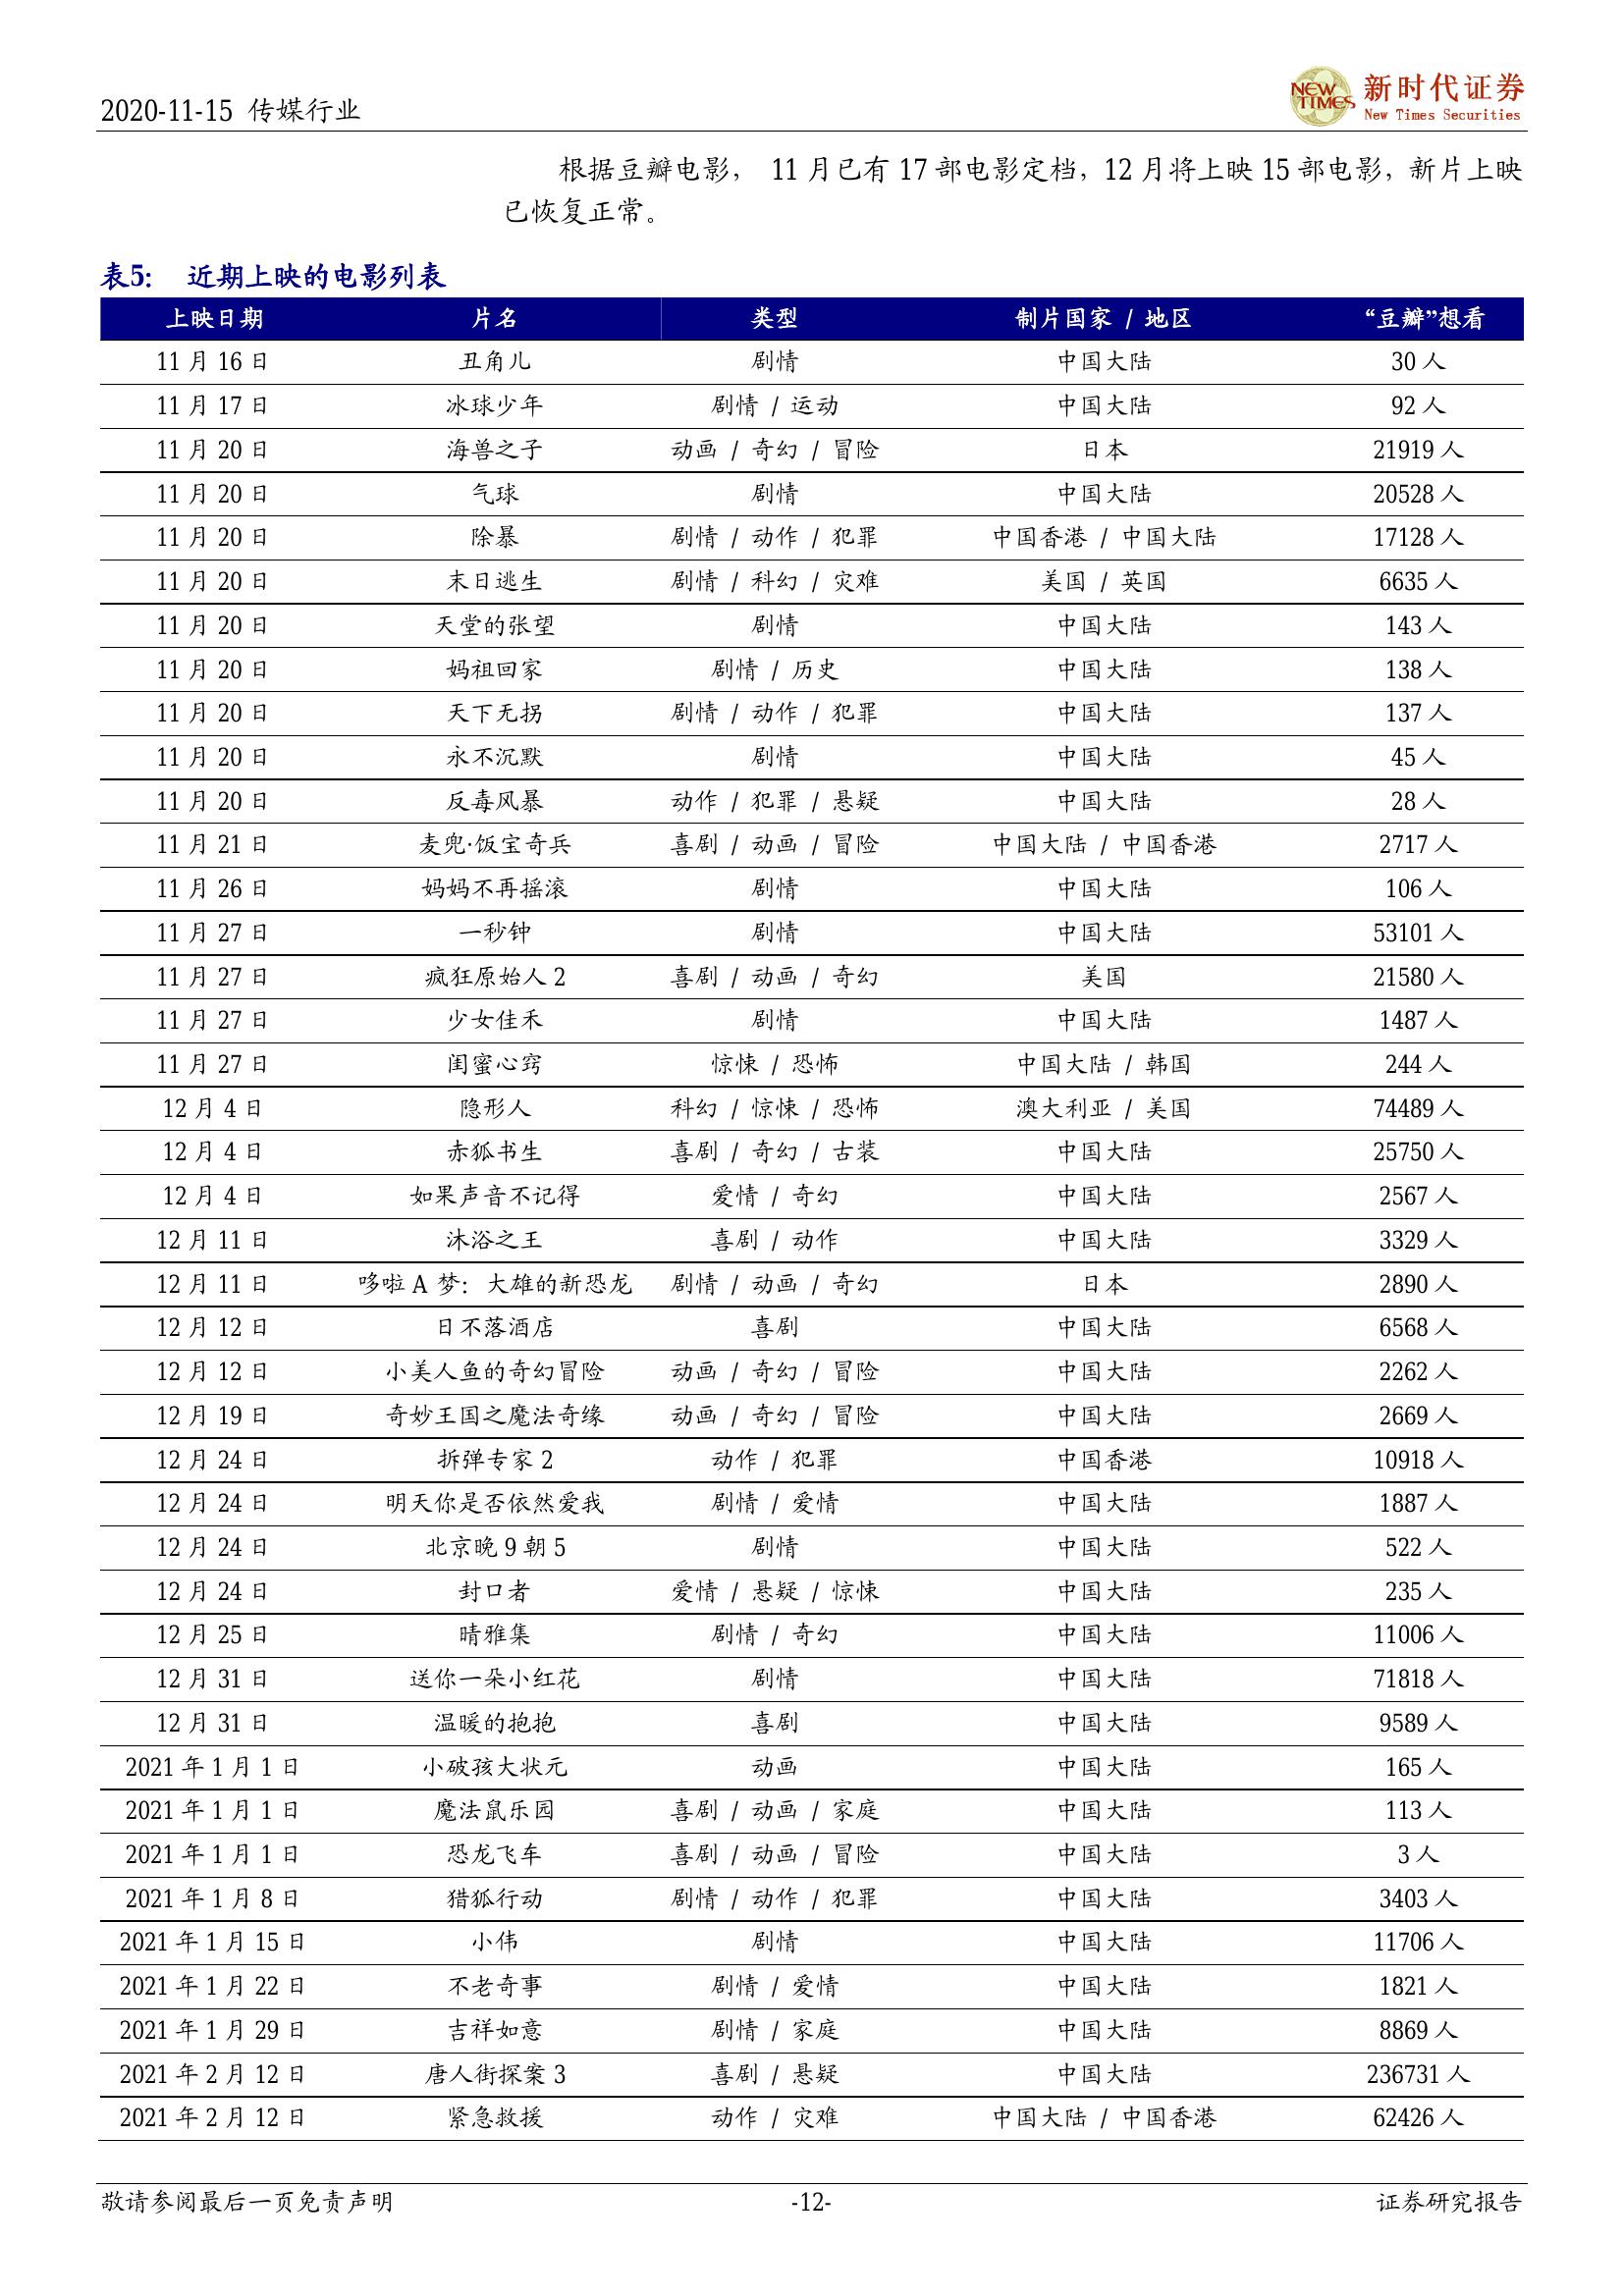 2020-11-15 传媒行业
NEW TIMES 新时代证券
New Times Securities
根据豆瓣电影， 11 月已有 17 部电影定档，12 月将上映 15 部电影，新片上映
已恢复正常。
表5： 近期上映的电影列表
上映日期 片名 类型 制片国家 / 地区 “豆瓣”想看
11 月 16 日 丑角儿 剧情 中国大陆 30 人
11 月 17 日 冰球少年 剧情 / 运动 中国大陆 92 人
11 月 20 日 海兽之子 动画 / 奇幻 / 冒险 日本 21919 人
11 月 20 日 气球 剧情 中国大陆 20528 人
11 月 20 日 除暴 剧情 / 动作 / 犯罪 中国香港 / 中国大陆 17128 人
11 月 20 日 末日逃生 剧情 / 科幻 / 灾难 美国 / 英国 6635 人
11 月 20 日 天堂的张望 剧情 中国大陆 143 人
11 月 20 日 妈祖回家 剧情 / 历史 中国大陆 138 人
11 月 20 日 天下无拐 剧情 / 动作 / 犯罪 中国大陆 137 人
11 月 20 日 永不沉默 剧情 中国大陆 45 人
11 月 20 日 反毒风暴 动作 / 犯罪 / 悬疑 中国大陆 28 人
11 月 21 日 麦兜·饭宝奇兵 喜剧 / 动画 / 冒险 中国大陆 / 中国香港 2717 人
11 月 26 日 妈妈不再摇滚 剧情 中国大陆 106 人
11 月 27 日 一秒钟 剧情 中国大陆 53101 人
11 月 27 日 疯狂原始人 2 喜剧 / 动画 / 奇幻 美国 21580 人
11 月 27 日 少女佳禾 剧情 中国大陆 1487 人
11 月 27 日 闺蜜心窍 惊悚 / 恐怖 中国大陆 / 韩国 244 人
12 月 4 日 隐形人 科幻 / 惊悚 / 恐怖 澳大利亚 / 美国 74489 人
12 月 4 日 赤狐书生 喜剧 / 奇幻 / 古装 中国大陆 25750 人
12 月 4 日 如果声音不记得 爱情 / 奇幻 中国大陆 2567 人
12 月 11 日 沐浴之王 喜剧 / 动作 中国大陆 3329 人
12 月 11 日 哆啦 A 梦：大雄的新恐龙 剧情 / 动画 / 奇幻 日本 2890 人
12 月 12 日 日不落酒店 喜剧 中国大陆 6568 人
12 月 12 日 小美人鱼的奇幻冒险 动画 / 奇幻 / 冒险 中国大陆 2262 人
12 月 19 日 奇妙王国之魔法奇缘 动画 / 奇幻 / 冒险 中国大陆 2669 人
12 月 24 日 拆弹专家 2 动作 / 犯罪 中国香港 10918 人
12 月 24 日 明天你是否依然爱我 剧情 / 爱情 中国大陆 1887 人
12 月 24 日 北京晚 9 朝 5 剧情 中国大陆 522 人
12 月 24 日 封口者 爱情 / 悬疑 / 惊悚 中国大陆 235 人
12 月 25 日 晴雅集 剧情 / 奇幻 中国大陆 11006 人
12 月 31 日 送你一朵小红花 剧情 中国大陆 71818 人
12 月 31 日 温暖的抱抱 喜剧 中国大陆 9589 人
2021 年 1 月 1 日 小破孩大状元 动画 中国大陆 165 人
2021 年 1 月 1 日 魔法鼠乐园 喜剧 / 动画 / 家庭 中国大陆 113 人
2021 年 1 月 1 日 恐龙飞车 喜剧 / 动画 / 冒险 中国大陆 3 人
2021 年 1 月 8 日 猎狐行动 剧情 / 动作 / 犯罪 中国大陆 3403 人
2021 年 1 月 15 日 小伟 剧情 中国大陆 11706 人
2021 年 1 月 22 日 不老奇事 剧情 / 爱情 中国大陆 1821 人
2021 年 1 月 29 日 吉祥如意 剧情 / 家庭 中国大陆 8869 人
2021 年 2 月 12 日 唐人街探案 3 喜剧 / 悬疑 中国大陆 236731 人
2021 年 2 月 12 日 紧急救援 动作 / 灾难 中国大陆 / 中国香港 62426 人
敬请参阅最后一页免责声明 -12- 证券研究报告